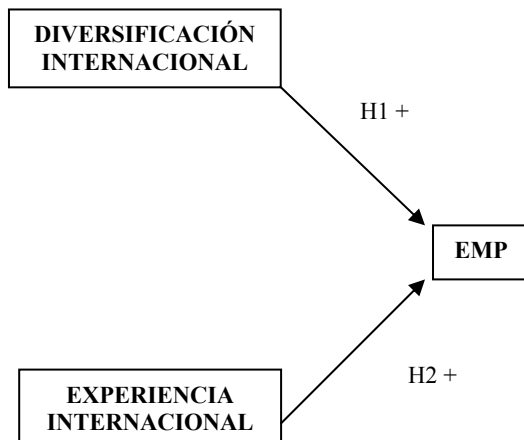 DIVERSIFICACIÓN
INTERNACIONAL
H1 +
EMP
H2 +
EXPERIENCIA
INTERNACIONAL